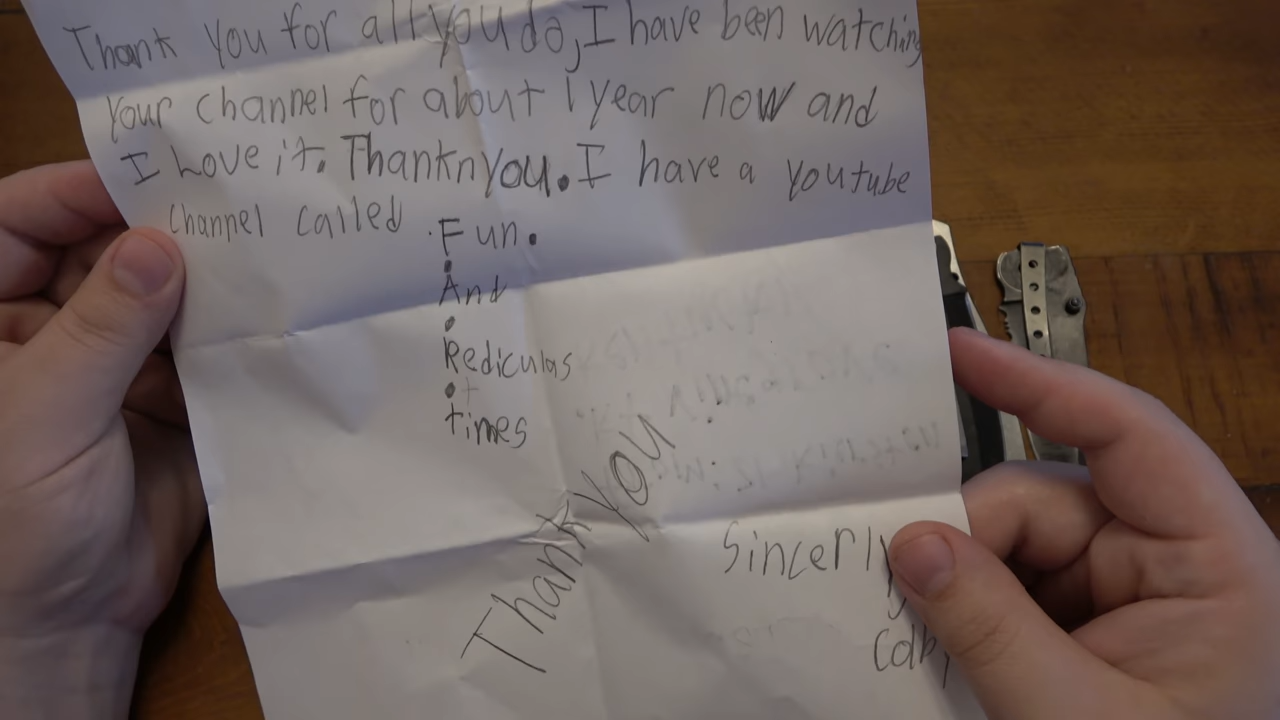 Thank You for all you do, I have been watching
your channel for about 1 year now and
I Love it. Thankn You. I have a youtube
channel called Fun.
And
Rediculas
times
Thank You
Sincerly